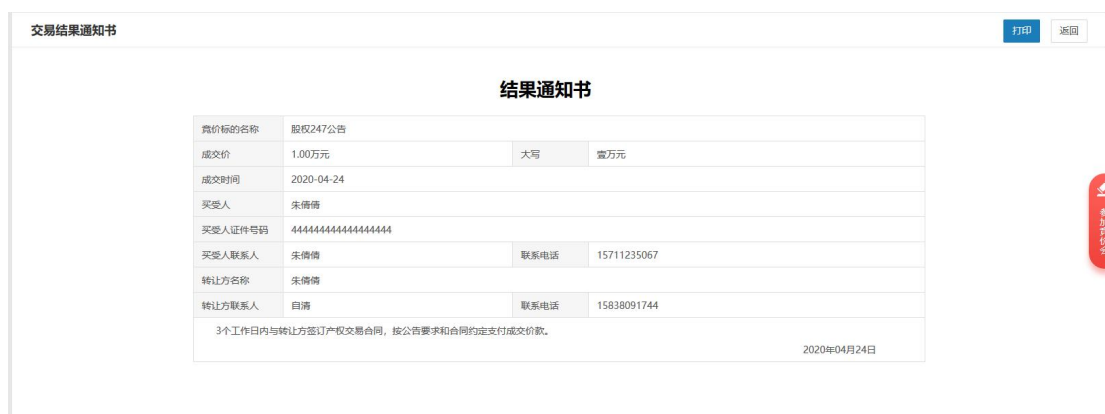 交易结果通知书
打印 返回
结果通知书
竞价标的名称 股权247公告
成交价 1.00万元 大写 壹万元
成交时间 2020-04-24
买受人 朱倩倩
买受人证件号码 444444444444444444
买受人联系人 朱倩倩 联系电话 15711235067
转让方名称 朱倩倩
转让方联系人 自清 联系电话 15838091744
3个工作日内与转让方签订产权交易合同，按公告要求和合同约定支付成交价款。
2020年04月24日
参加竞价会